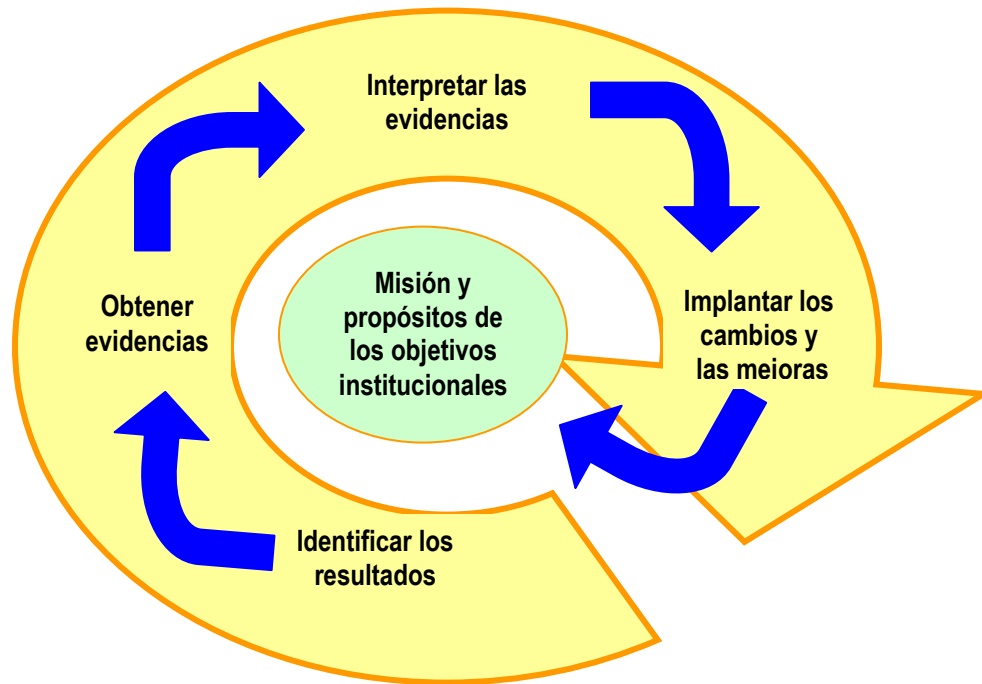 Interpretar las
evidencias
Misión y
propósitos de
los objetivos
institucionales
Implantar los
cambios y
las meioras
Obtener
evidencias
Identificar los
resultados